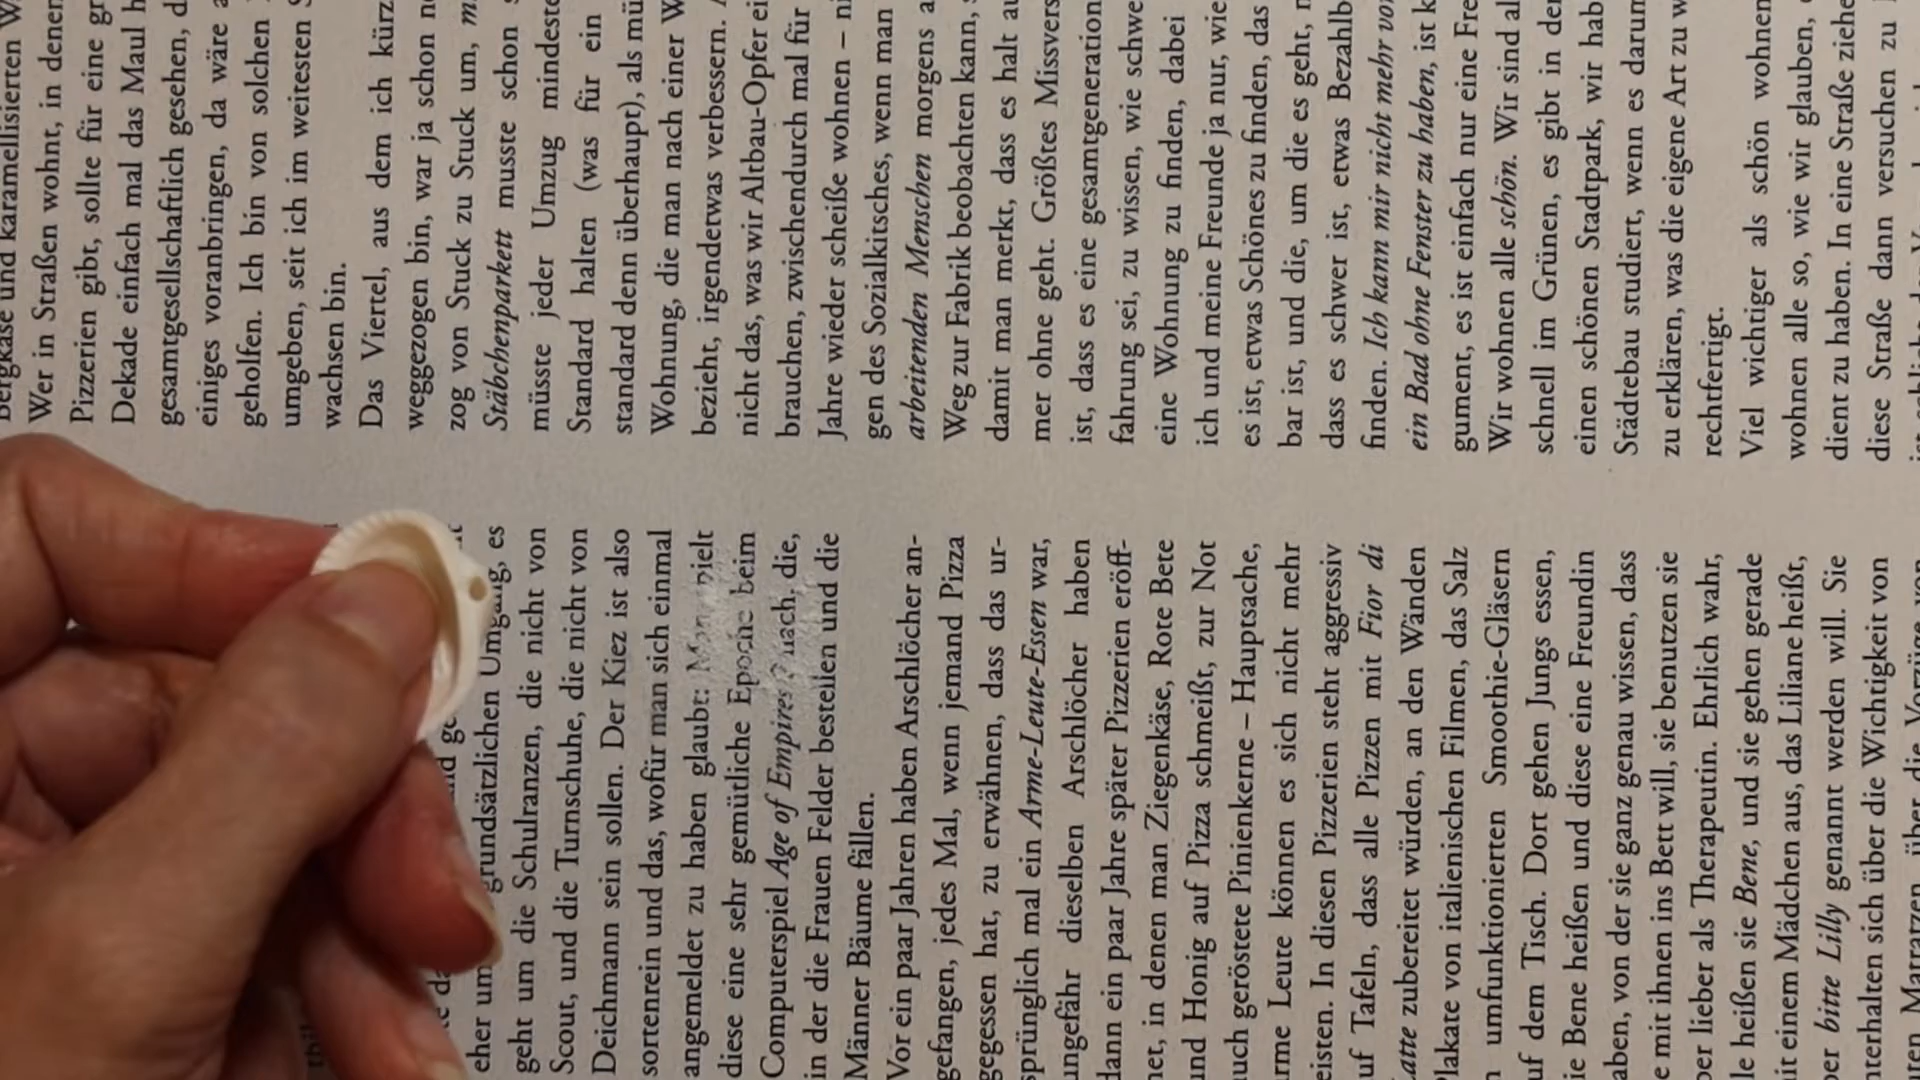 grundsätzlichen es
geht um die Schulranzen, die nicht von
Scout, und die Turnschuhe, die nicht von
Deichmann sein sollen. Der Kiez ist also
sortenrein und das, wofür man sich einmal
angemeldet zu haben glaubt:
diese eine sehr gemütliche Epoche beim
Computerspiel Age of Empires die,
in der die Frauen Felder bestellen und die
Männer Bäume fällen.
Vor ein paar Jahren haben Arschlöcher an-
gefangen, jedes Mal, wenn jemand Pizza
gegessen hat, zu erwähnen, dass das ur-
sprünglich mal ein Arme-Leute-Essen war,
ungefähr dieselben Arschlöcher haben
dann ein paar Jahre später Pizzerien eröff-
net, in denen man Ziegenkäse, Rote Bete
und Honig auf Pizza schmeißt, zur Not
auch geröstete Pinienkerne – Hauptsache,
arme Leute können es sich nicht mehr
leisten. In diesen Pizzerien steht aggressiv
auf Tafeln, dass alle Pizzen mit Fior di
Latte zubereitet würden, an den Wänden
Plakate von italienischen Filmen, das Salz
umfunktionierten Smoothie-Gläsern
auf dem Tisch. Dort gehen Jungs essen,
die Bene heißen und diese eine Freundin
haben, von der sie ganz genau wissen, dass
sie mit ihnen ins Bett will, sie benutzen sie
aber lieber als Therapeutin. Ehrlich wahr,
heißen sie Bene, und sie gehen gerade
mit einem Mädchen aus, das Liliane heißt,
aber bitte Lilly genannt werden will. Sie
unterhalten sich über die Wichtigkeit von
Matratzen, über die Vorzüge von
Bergkäse und karamellisierten
Wer in Straßen wohnt, in denen
Pizzerien gibt, sollte für eine
Dekade einfach mal das Maul
gesamtgesellschaftlich gesehen,
einiges voranbringen, da wäre
geholfen. Ich bin von solchen
umgeben, seit ich im weitesten
wachsen bin.
Das Viertel, aus dem ich
weggezogen bin, war ja schon
zog von Stuck zu Stuck um,
Stäbchenparkett musste schon
müsste jeder Umzug
Standard halten (was für ein
standard denn überhaupt), als
Wohnung, die man nach einer
bezieht, irgendetwas verbessern.
nicht das, was wir Altbau-Opfer
brauchen, zwischendurch mal für
Jahre wieder scheiße wohnen –
gen des Sozialkitsches, wenn man
arbeitenden Menschen morgens
Weg zur Fabrik beobachten kann,
damit man merkt, dass es halt
mer ohne geht. Größtes
ist, dass es eine
fahrung sei, zu wissen, wie
eine Wohnung zu finden, dabei
ich und meine Freunde ja nur, wie
es ist, etwas Schönes zu finden, das
bar ist, und die, um die es geht,
dass es schwer ist, etwas
finden. Ich kann mir nicht mehr
ein Bad ohne Fenster zu haben, ist
gument, es ist einfach nur eine
Wir wohnen alle schön. Wir sind
schnell im Grünen, es gibt in
einen schönen Stadtpark, wir
Städtebau studiert, wenn es
zu erklären, was die eigene Art zu
rechtfertigt.
Viel wichtiger als schön
wohnen alle so, wie wir glauben,
dient zu haben. In eine Straße
diese Straße dann versuchen zu